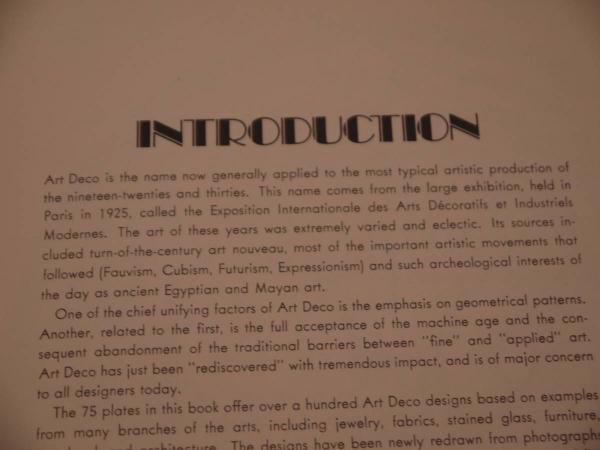 INTRODUCTION
Art Deco is the name now generally applied to the most typical artistic production of
the nineteen-twenties and thirties. This name comes from the large exhibition, held in
Paris in 1925, called the Exposition Internationale des Arts Décoratifs et Industriels
Modernes. The art of these years was extremely varied and eclectic. Its sources in-
cluded turn-of-the-century art nouveau, most of the important artistic movements that
followed (Fauvism, Cubism, Futurism, Expressionism) and such archeological interests of
the day as ancient Egyptian and Mayan art.
One of the chief unifying factors of Art Deco is the emphasis on geometrical patterns.
Another, related to the first, is the full acceptance of the machine age and the con-
sequent abandonment of the traditional barriers between "fine" and "applied" art.
Art Deco has just been "rediscovered" with tremendous impact, and is of major concern
to all designers today.
The 75 plates in this book offer over a hundred Art Deco designs based on examples
from many branches of the arts, including jewelry, fabrics, stained glass, furniture,
architecture. The designs have been newly redrawn from photographs